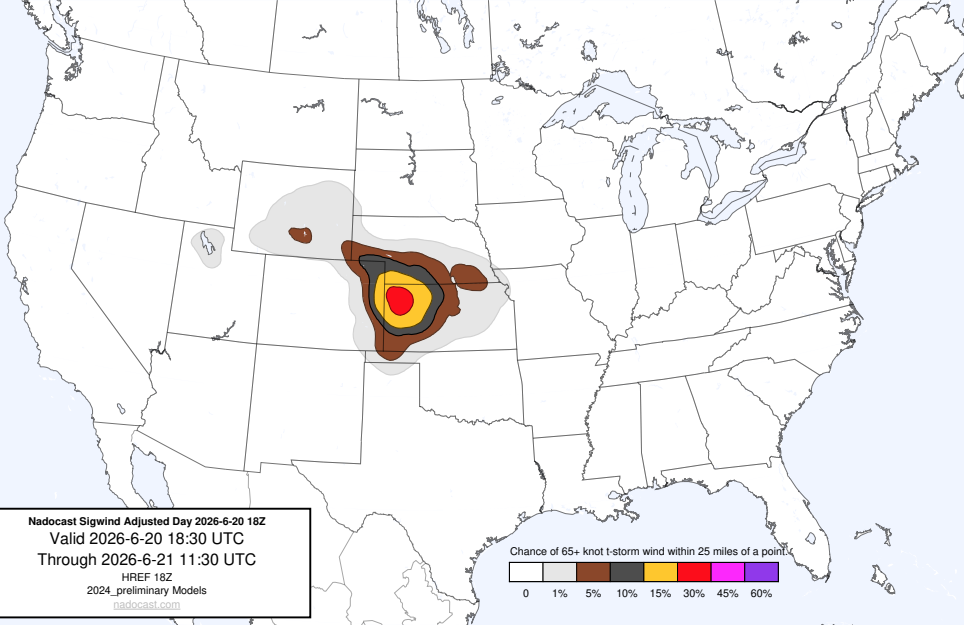 Nadocast Sigwind Adjusted Day 2026-6-20 18Z
Valid 2026-6-20 18:30 UTC
Through 2026-6-21 11:30 UTC
HREF 18Z
2024_preliminary Models
nadocast.com
Chance of 65+ knot t-storm wind within 25 miles of a point.
0 1% 5% 10% 15% 30% 45% 60%